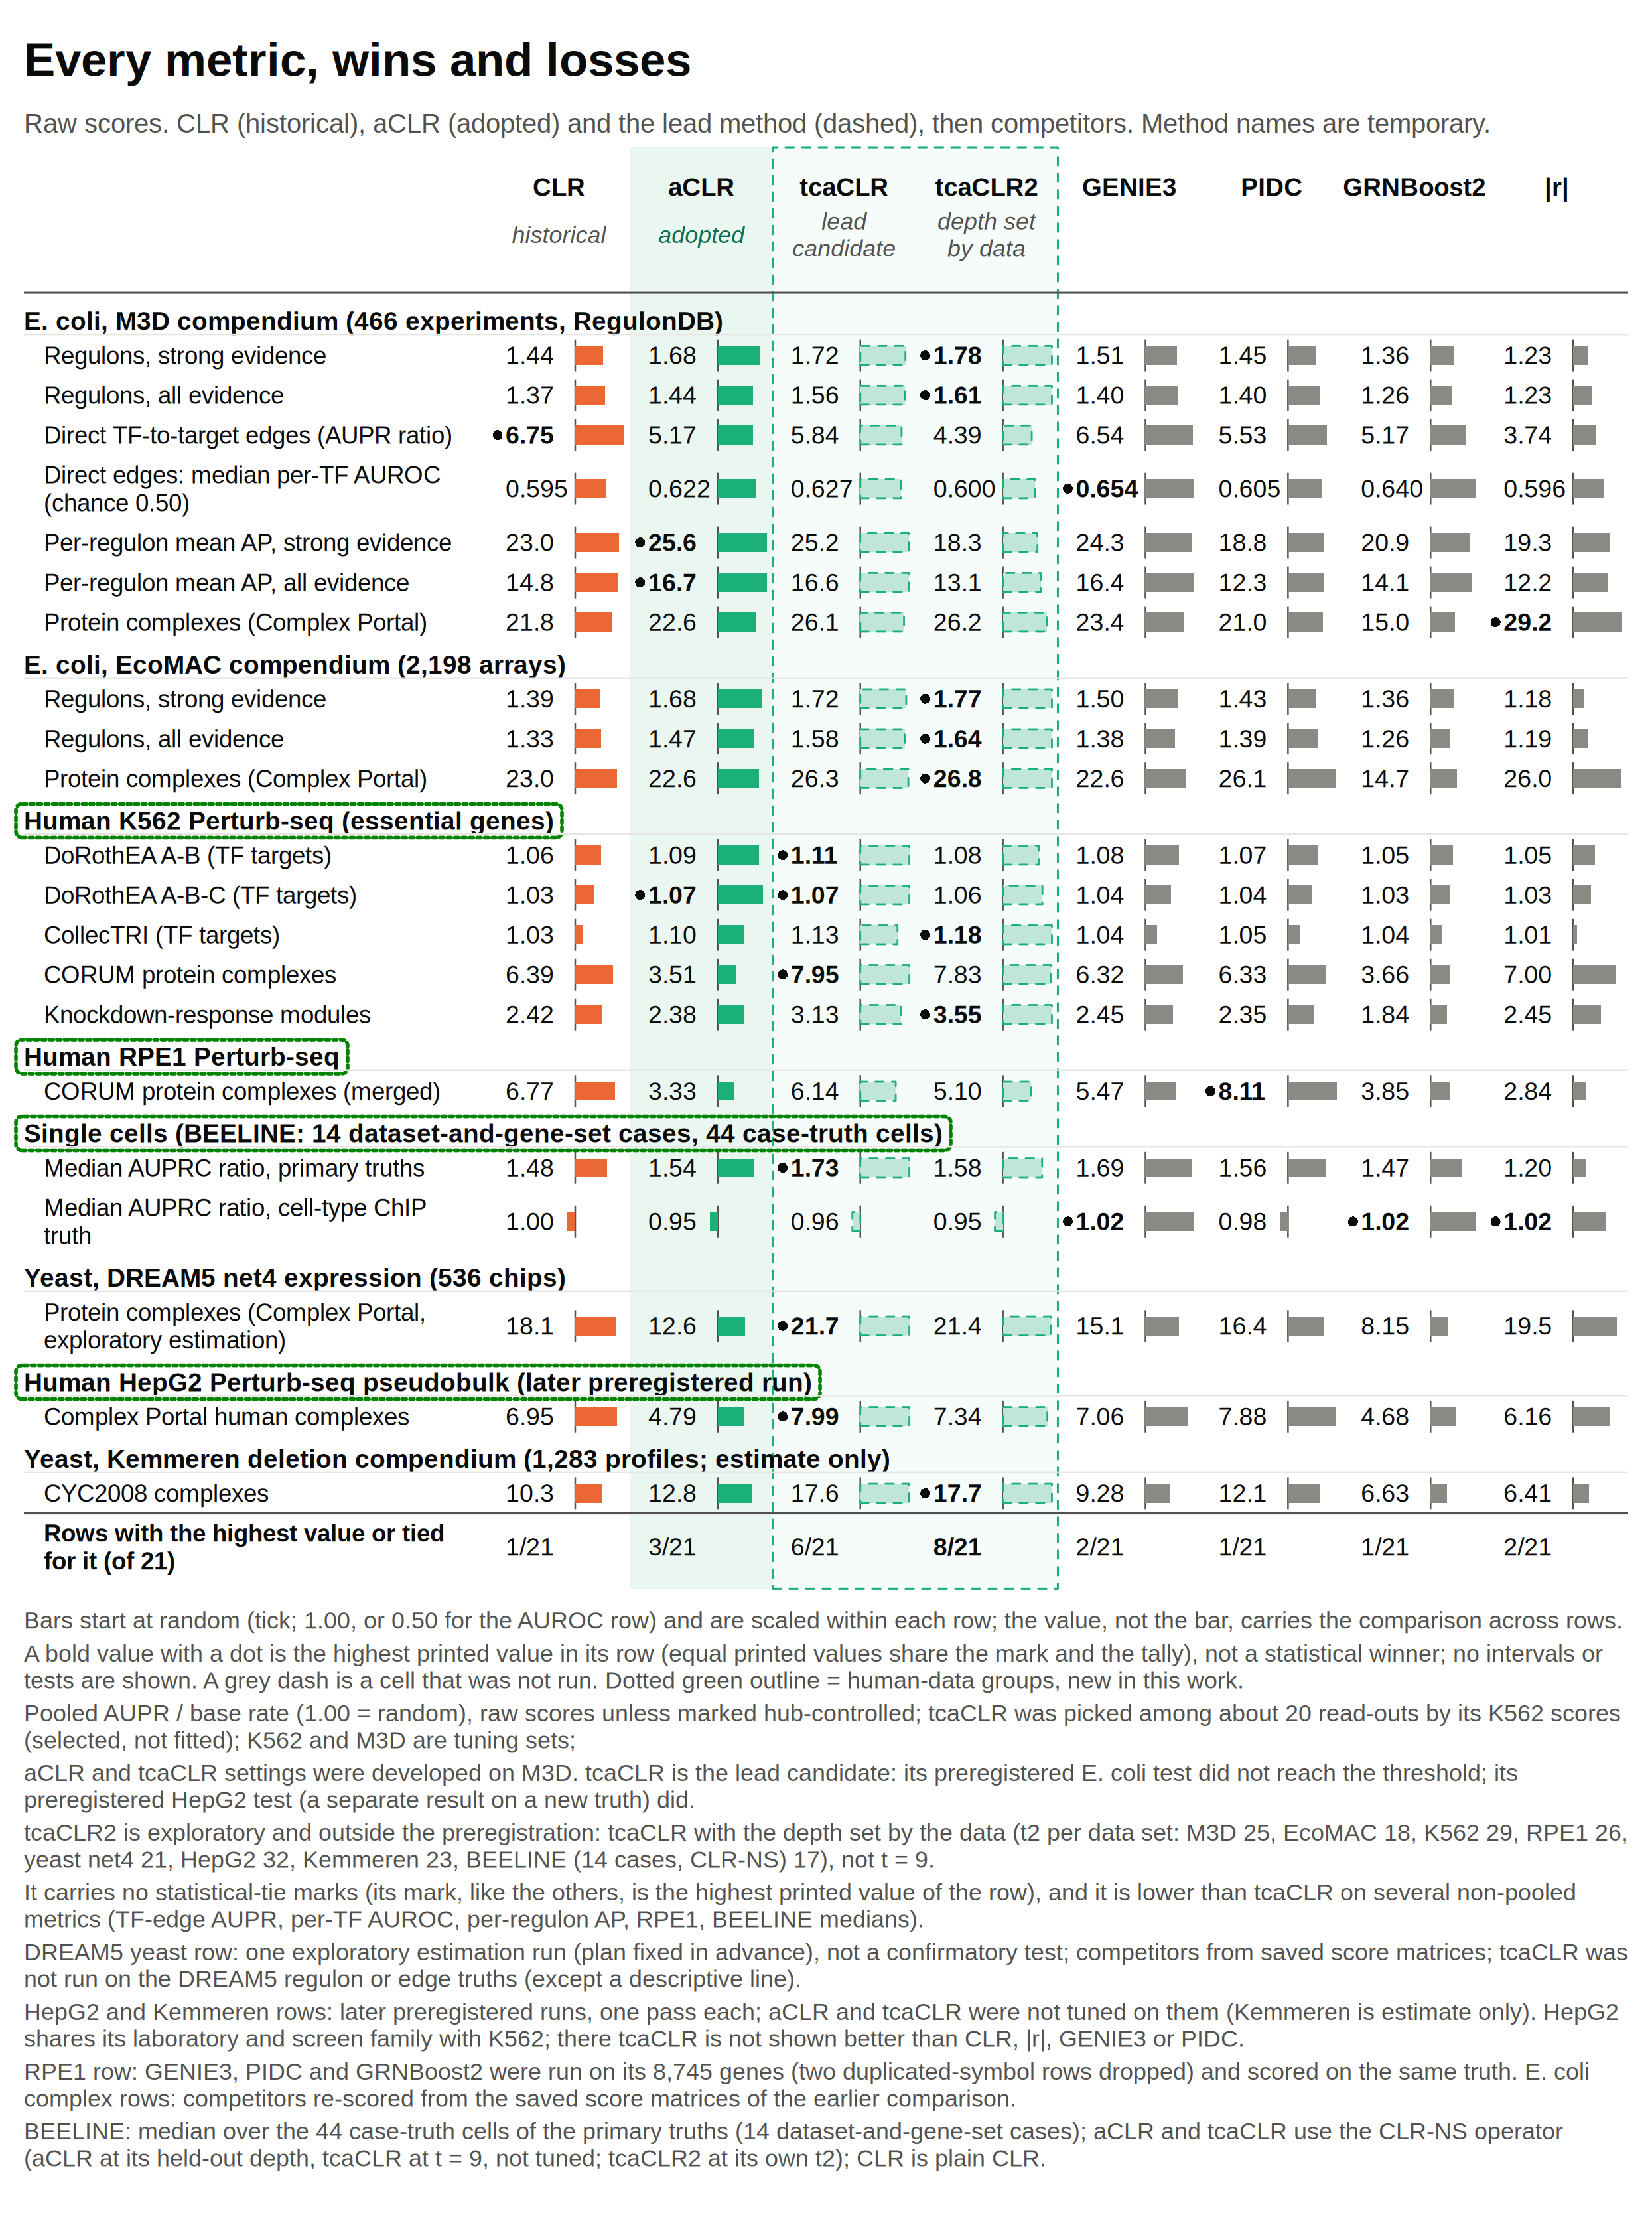 Every metric, wins and losses
Raw scores. CLR (historical), aCLR (adopted) and the lead method (dashed), then competitors. Method names are temporary.
CLR aCLR tcaCLR tcaCLR2 GENIE3 PIDC GRNBoost2 |r|
historical adopted lead candidate depth set by data
E. coli, M3D compendium (466 experiments, RegulonDB)
Regulons, strong evidence 1.44 1.68 1.72 •1.78 1.51 1.45 1.36 1.23
Regulons, all evidence 1.37 1.44 1.56 •1.61 1.40 1.40 1.26 1.23
Direct TF-to-target edges (AUPR ratio) •6.75 5.17 5.84 4.39 6.54 5.53 5.17 3.74
Direct edges: median per-TF AUROC
(chance 0.50) 0.595 0.622 0.627 0.600 •0.654 0.605 0.640 0.596
Per-regulon mean AP, strong evidence 23.0 •25.6 25.2 18.3 24.3 18.8 20.9 19.3
Per-regulon mean AP, all evidence 14.8 •16.7 16.6 13.1 16.4 12.3 14.1 12.2
Protein complexes (Complex Portal) 21.8 22.6 26.1 26.2 23.4 21.0 15.0 •29.2
E. coli, EcoMAC compendium (2,198 arrays)
Regulons, strong evidence 1.39 1.68 1.72 •1.77 1.50 1.43 1.36 1.18
Regulons, all evidence 1.33 1.47 1.58 •1.64 1.38 1.39 1.26 1.19
Protein complexes (Complex Portal) 23.0 22.6 26.3 •26.8 22.6 26.1 14.7 26.0
Human K562 Perturb-seq (essential genes)
DoRothEA A-B (TF targets) 1.06 1.09 •1.11 1.08 1.08 1.07 1.05 1.05
DoRothEA A-B-C (TF targets) 1.03 •1.07 •1.07 1.06 1.04 1.04 1.03 1.03
CollecTRI (TF targets) 1.03 1.10 1.13 •1.18 1.04 1.05 1.04 1.01
CORUM protein complexes 6.39 3.51 •7.95 7.83 6.32 6.33 3.66 7.00
Knockdown-response modules 2.42 2.38 3.13 •3.55 2.45 2.35 1.84 2.45
Human RPE1 Perturb-seq
CORUM protein complexes (merged) 6.77 3.33 6.14 5.10 5.47 •8.11 3.85 2.84
Single cells (BEELINE: 14 dataset-and-gene-set cases, 44 case-truth cells)
Median AUPRC ratio, primary truths 1.48 1.54 •1.73 1.58 1.69 1.56 1.47 1.20
Median AUPRC ratio, cell-type ChIP
truth 1.00 0.95 0.96 0.95 •1.02 0.98 •1.02 •1.02
Yeast, DREAM5 net4 expression (536 chips)
Protein complexes (Complex Portal,
exploratory estimation) 18.1 12.6 •21.7 21.4 15.1 16.4 8.15 19.5
Human HepG2 Perturb-seq pseudobulk (later preregistered run)
Complex Portal human complexes 6.95 4.79 •7.99 7.34 7.06 7.88 4.68 6.16
Yeast, Kemmeren deletion compendium (1,283 profiles; estimate only)
CYC2008 complexes 10.3 12.8 17.6 •17.7 9.28 12.1 6.63 6.41
Rows with the highest value or tied
for it (of 21) 1/21 3/21 6/21 8/21 2/21 1/21 1/21 2/21
Bars start at random (tick; 1.00, or 0.50 for the AUROC row) and are scaled within each row; the value, not the bar, carries the comparison across rows.
A bold value with a dot is the highest printed value in its row (equal printed values share the mark and the tally), not a statistical winner; no intervals or
tests are shown. A grey dash is a cell that was not run. Dotted green outline = human-data groups, new in this work.
Pooled AUPR / base rate (1.00 = random), raw scores unless marked hub-controlled; tcaCLR was picked among about 20 read-outs by its K562 scores
(selected, not fitted); K562 and M3D are tuning sets;
aCLR and tcaCLR settings were developed on M3D. tcaCLR is the lead candidate: its preregistered E. coli test did not reach the threshold; its
preregistered HepG2 test (a separate result on a new truth) did.
tcaCLR2 is exploratory and outside the preregistration: tcaCLR with the depth set by the data (t2 per data set: M3D 25, EcoMAC 18, K562 29, RPE1 26,
yeast net4 21, HepG2 32, Kemmeren 23, BEELINE (14 cases, CLR-NS) 17), not t = 9.
It carries no statistical-tie marks (its mark, like the others, is the highest printed value of the row), and it is lower than tcaCLR on several non-pooled
metrics (TF-edge AUPR, per-TF AUROC, per-regulon AP, RPE1, BEELINE medians).
DREAM5 yeast row: one exploratory estimation run (plan fixed in advance), not a confirmatory test; competitors from saved score matrices; tcaCLR was
not run on the DREAM5 regulon or edge truths (except a descriptive line).
HepG2 and Kemmeren rows: later preregistered runs, one pass each; aCLR and tcaCLR were not tuned on them (Kemmeren is estimate only). HepG2
shares its laboratory and screen family with K562; there tcaCLR is not shown better than CLR, |r|, GENIE3 or PIDC.
RPE1 row: GENIE3, PIDC and GRNBoost2 were run on its 8,745 genes (two duplicated-symbol rows dropped) and scored on the same truth. E. coli
complex rows: competitors re-scored from the saved score matrices of the earlier comparison.
BEELINE: median over the 44 case-truth cells of the primary truths (14 dataset-and-gene-set cases); aCLR and tcaCLR use the CLR-NS operator
(aCLR at its held-out depth, tcaCLR at t = 9, not tuned; tcaCLR2 at its own t2); CLR is plain CLR.